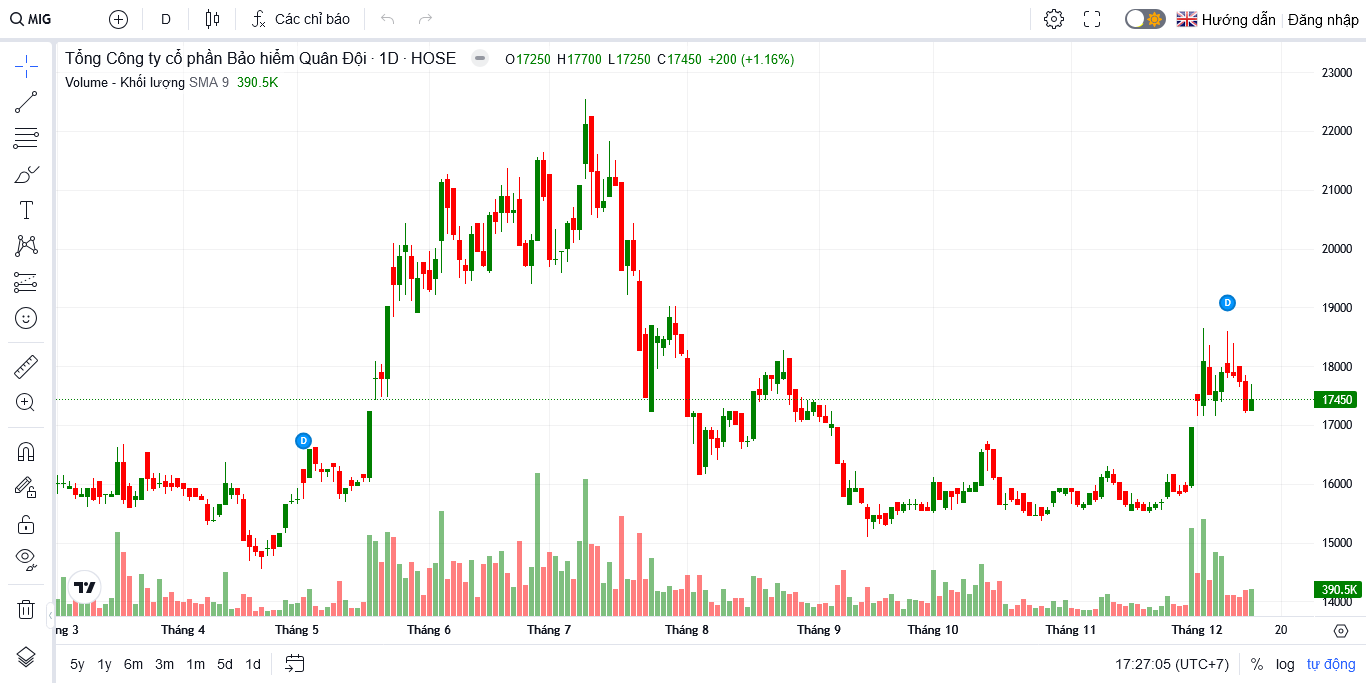 MIG D Các chỉ báo Hướng dẫn Đăng nhập
Tổng Công ty cổ phần Bảo hiểm Quân Đội · 1D · HOSE O17250 H17700 L17250 C17450 +200 (+1.16%)
Volume - Khối lượng SMA 9 390.5K
23000
22000
21000
20000
19000
D
18000
17450
17000
D
16000
15000
390.5K
14000
ng 3 Tháng 4 Tháng 5 Tháng 6 Tháng 7 Tháng 8 Tháng 9 Tháng 10 Tháng 11 Tháng 12 20
5y 1y 6m 3m 1m 5d 1d 17:27:05 (UTC+7) % log tự động